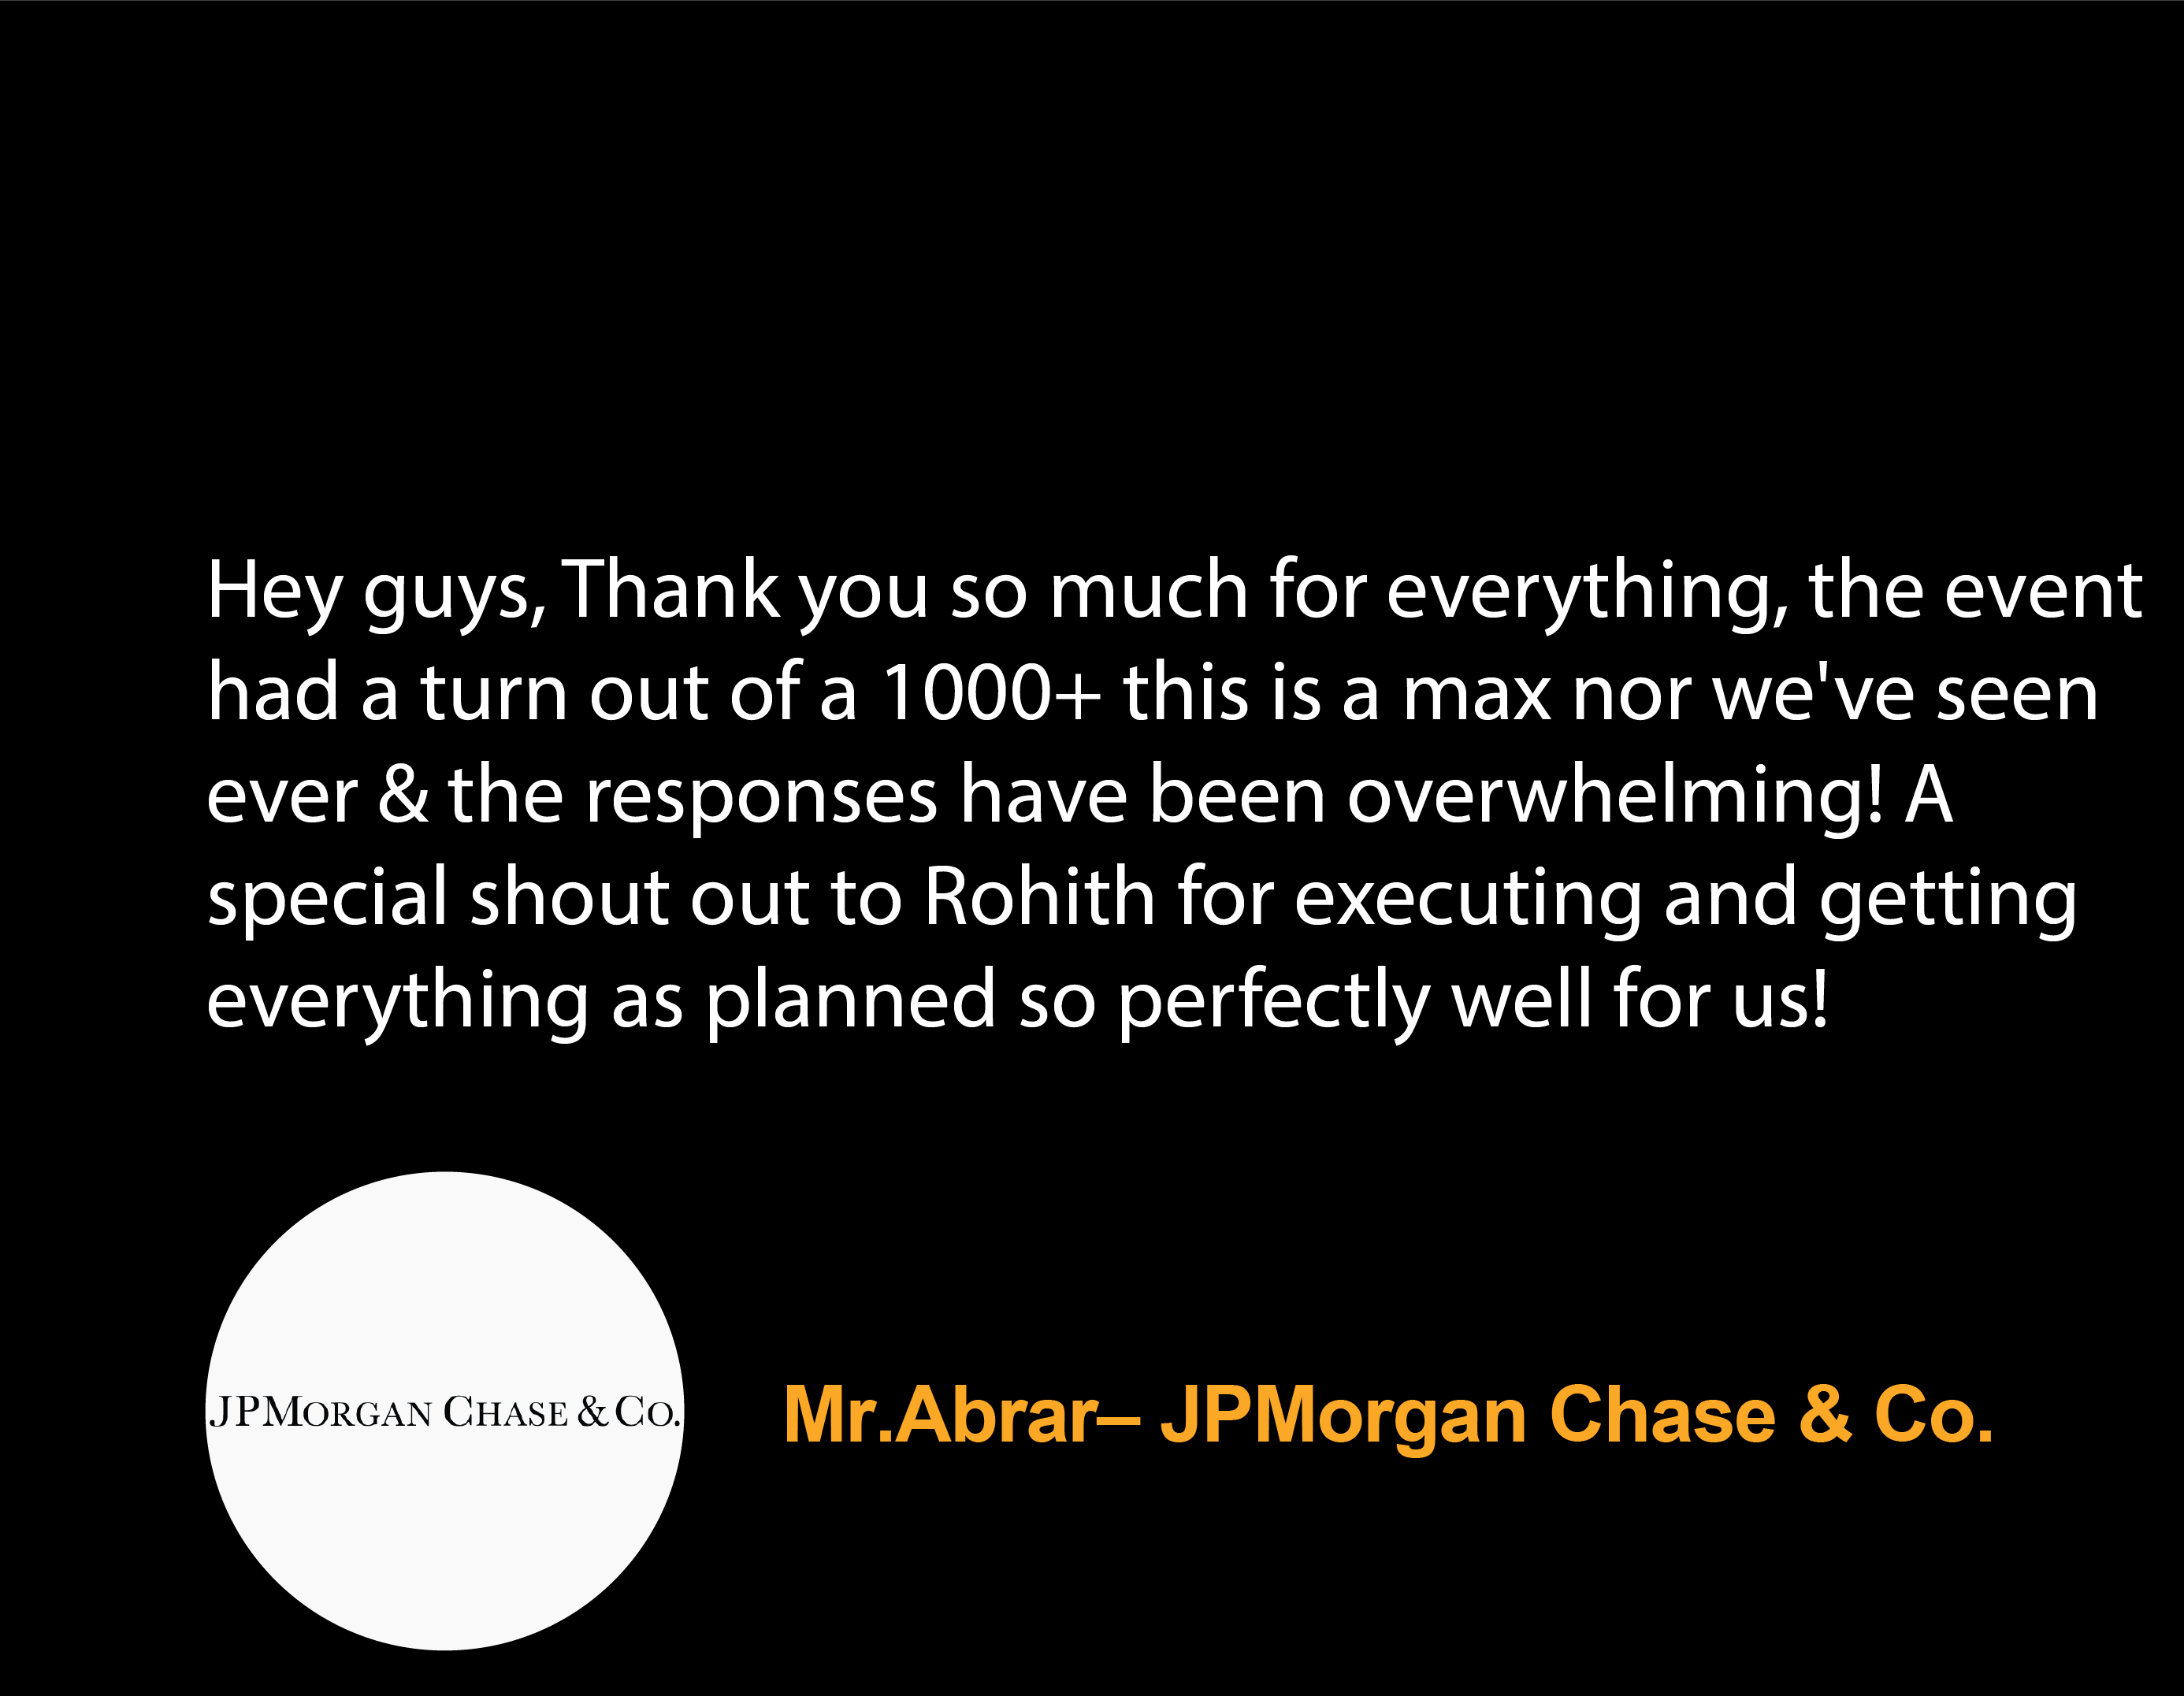 Hey guys, Thank you so much for everything, the event
had a turn out of a 1000+ this is a max nor we've seen
ever & the responses have been overwhelming! A
special shout out to Rohith for executing and getting
everything as planned so perfectly well for us!
JPMORGAN CHASE & CO.
Mr.Abrar– JPMorgan Chase & Co.